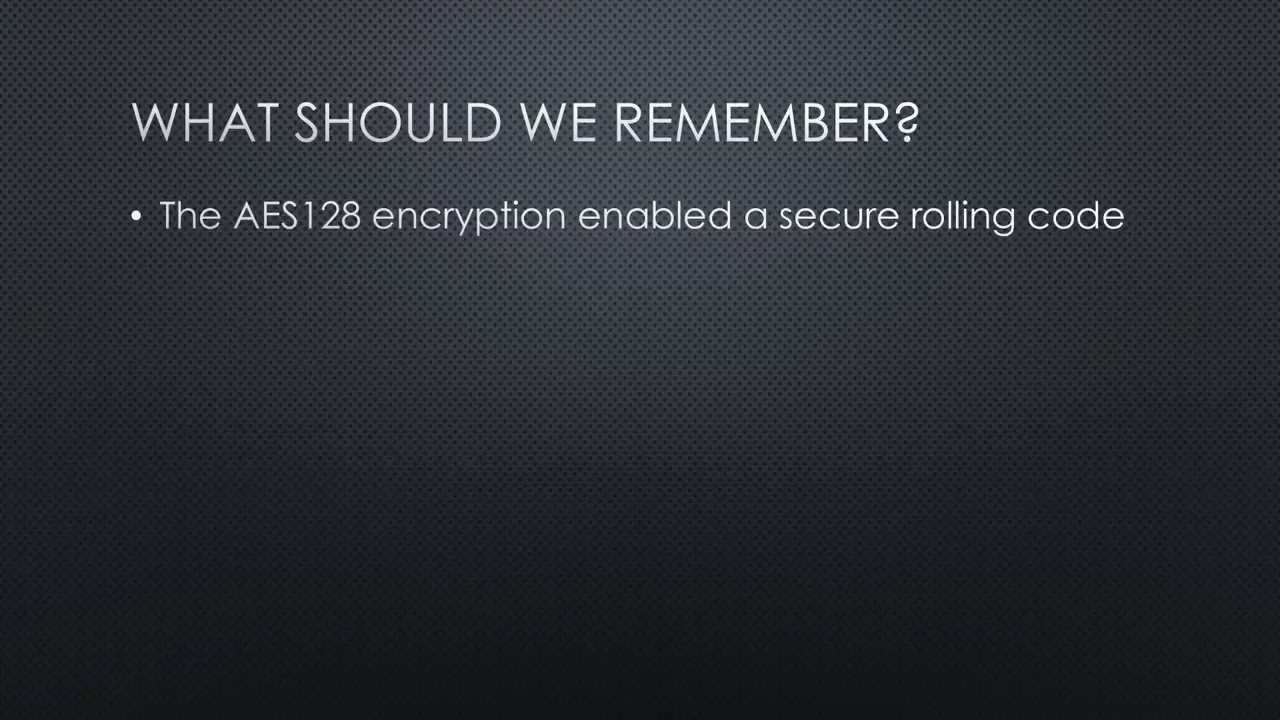 WHAT SHOULD WE REMEMBER?
• The AES128 encryption enabled a secure rolling code